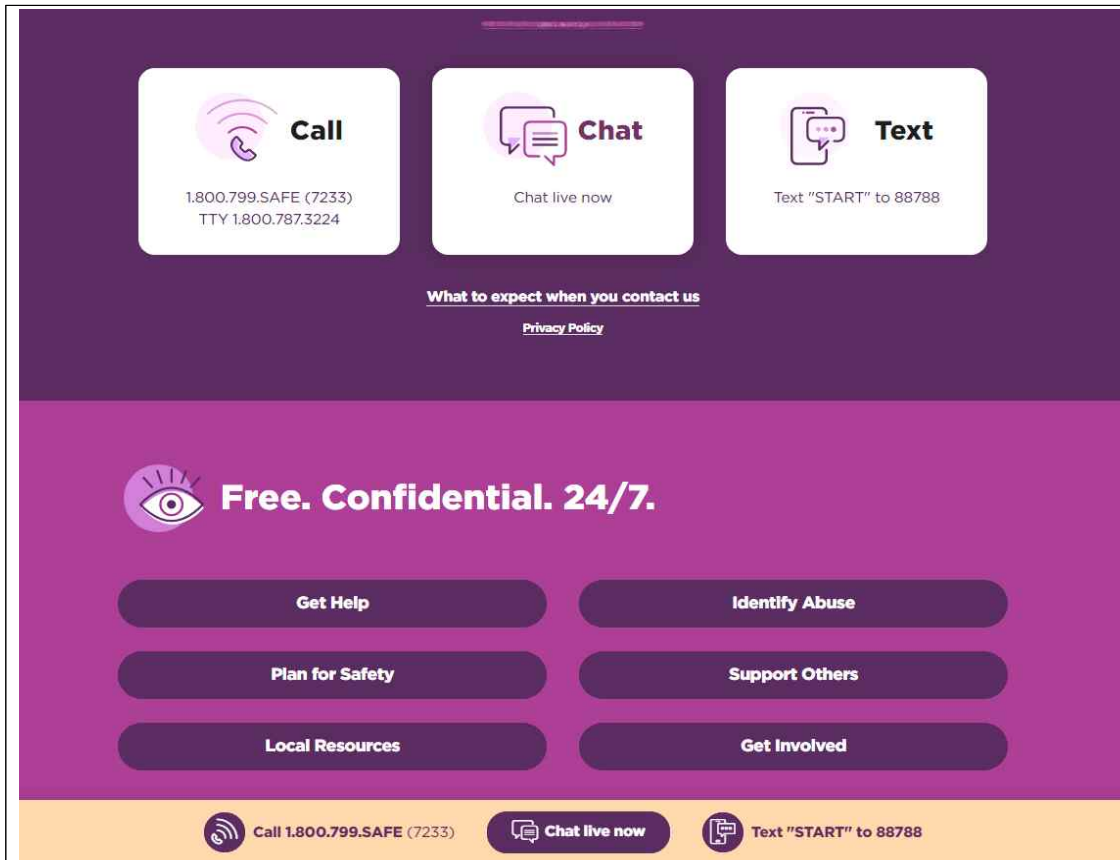 Call
1.800.799.SAFE (7233)
TTY 1.800.787.3224
Chat
Chat live now
Text
Text "START" to 88788
What to expect when you contact us
Privacy Policy
Free. Confidential. 24/7.
Get Help
Identify Abuse
Plan for Safety
Support Others
Local Resources
Get Involved
Call 1.800.799.SAFE (7233)
Chat live now
Text "START" to 88788